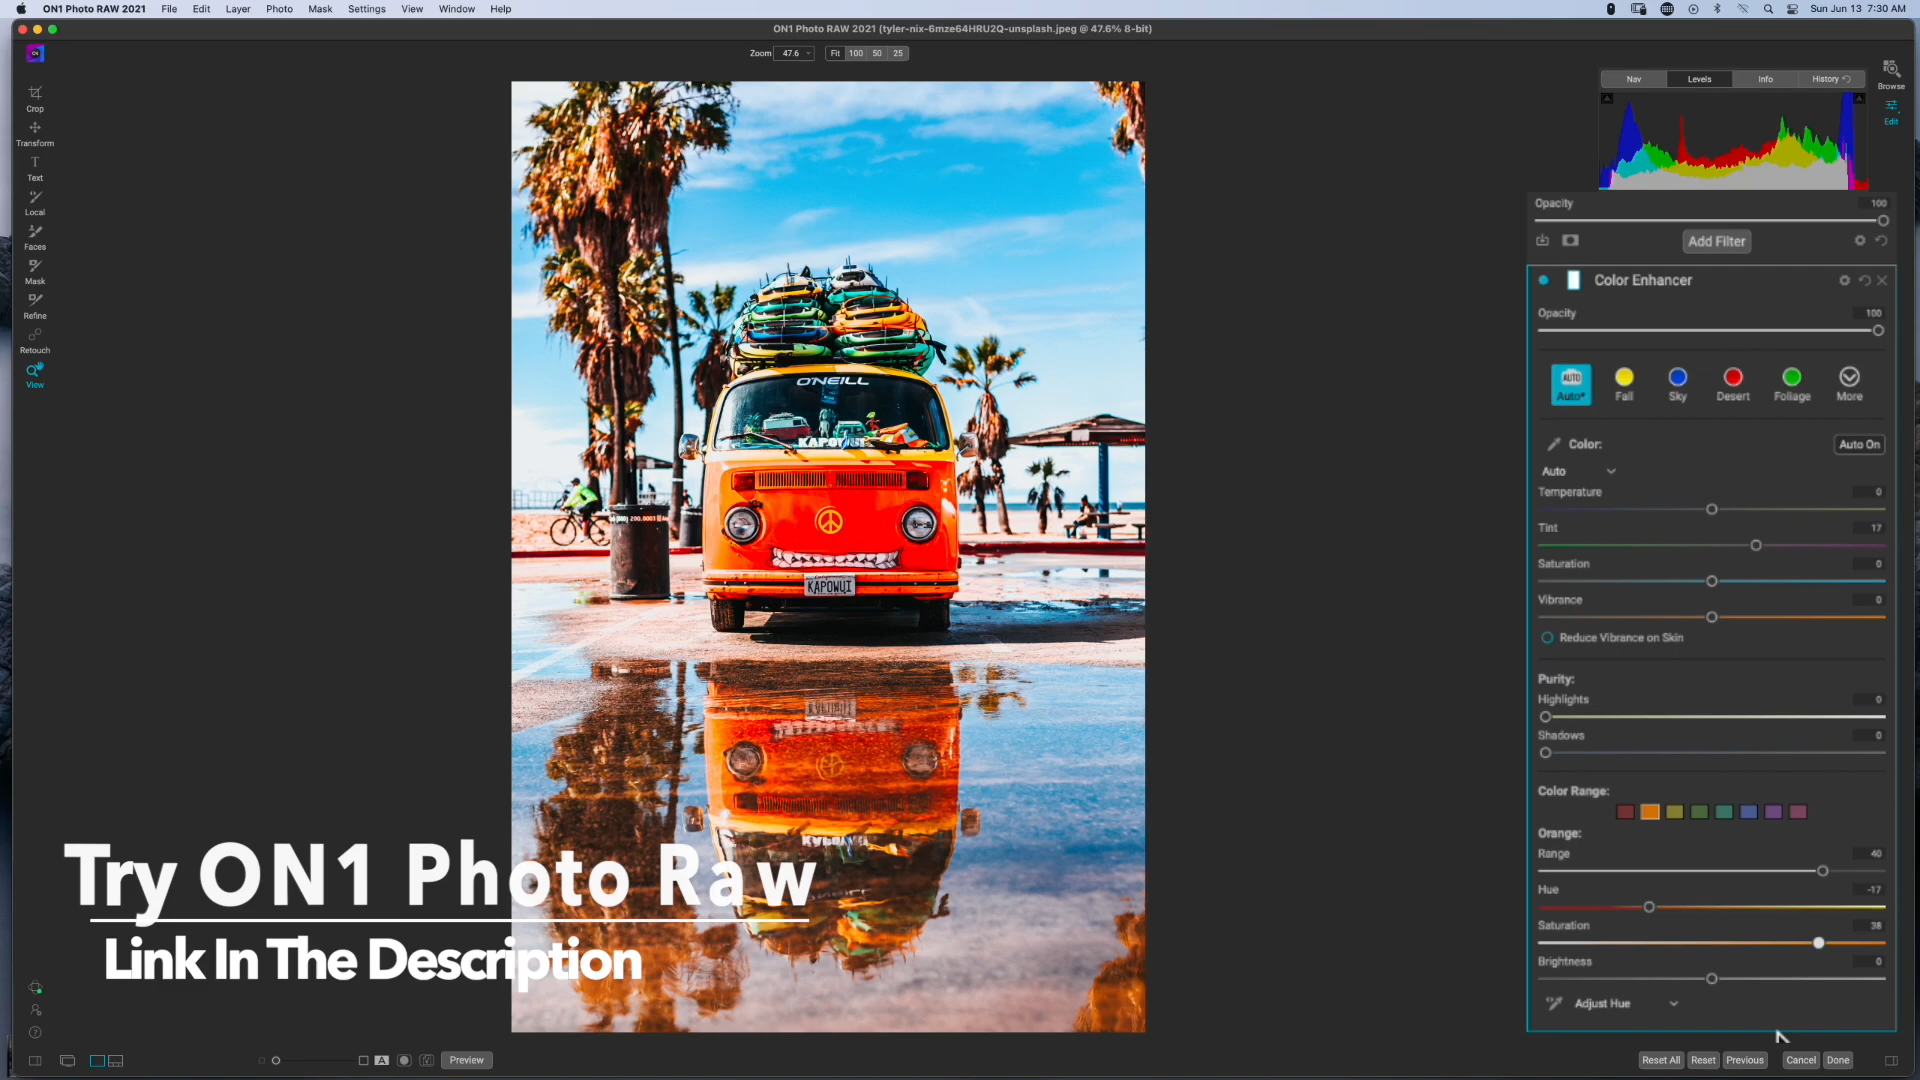 ON1 Photo RAW 2021 File Edit Layer Photo Mask Settings View Window Help
Sun Jun 13 7:30 AM
ON1 Photo RAW 2021 (tyler-nix-6mze64HRU2Q-unsplash.jpeg @ 47.6% 8-bit)
Zoom 47.6 Fit 100 50 25
Crop
Transform
Text
Local
Faces
Mask
Refine
Retouch
View
O'NEILL
KAPOWUI
KAPOWUI
Nav Levels Info History
Browse
Edit
Opacity 100
Add Filter
Color Enhancer
Opacity 100
AUTO
Auto* Fall Sky Desert Foliage More
Color: Auto On
Auto
Temperature 0
Tint 17
Saturation 0
Vibrance 0
Reduce Vibrance on Skin
Purity:
Highlights 0
Shadows 0
Color Range:
Orange:
Range 40
Hue -17
Saturation 38
Brightness 0
Adjust Hue
Try ON1 Photo Raw
Link In The Description
A Preview
Reset All Reset Previous Cancel Done